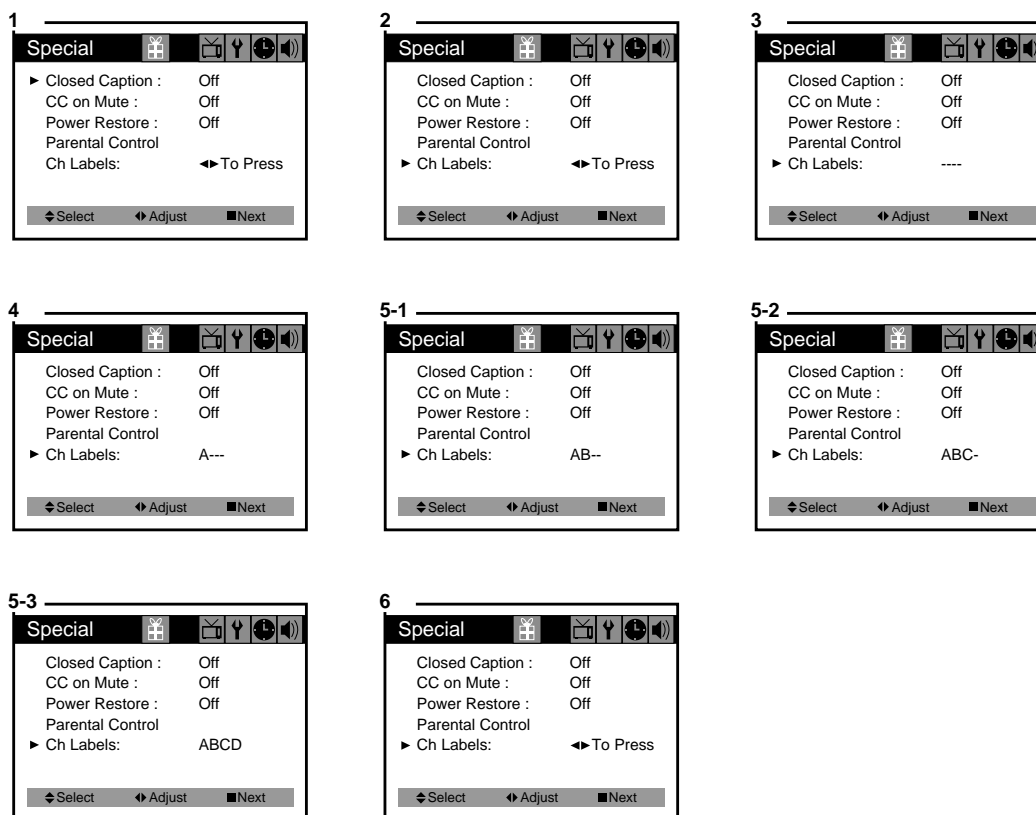 1
Special
► Closed Caption : Off
CC on Mute : Off
Power Restore : Off
Parental Control
Ch Labels: ◄►To Press
Select Adjust ■Next
2
Special
Closed Caption : Off
CC on Mute : Off
Power Restore : Off
Parental Control
► Ch Labels: ◄►To Press
Select Adjust ■Next
3
Special
Closed Caption : Off
CC on Mute : Off
Power Restore : Off
Parental Control
► Ch Labels: ----
Select Adjust ■Next
4
Special
Closed Caption : Off
CC on Mute : Off
Power Restore : Off
Parental Control
► Ch Labels: A---
Select Adjust ■Next
5-1
Special
Closed Caption : Off
CC on Mute : Off
Power Restore : Off
Parental Control
► Ch Labels: AB--
Select Adjust ■Next
5-2
Special
Closed Caption : Off
CC on Mute : Off
Power Restore : Off
Parental Control
► Ch Labels: ABC-
Select Adjust ■Next
5-3
Special
Closed Caption : Off
CC on Mute : Off
Power Restore : Off
Parental Control
► Ch Labels: ABCD
Select Adjust ■Next
6
Special
Closed Caption : Off
CC on Mute : Off
Power Restore : Off
Parental Control
► Ch Labels: ◄►To Press
Select Adjust ■Next